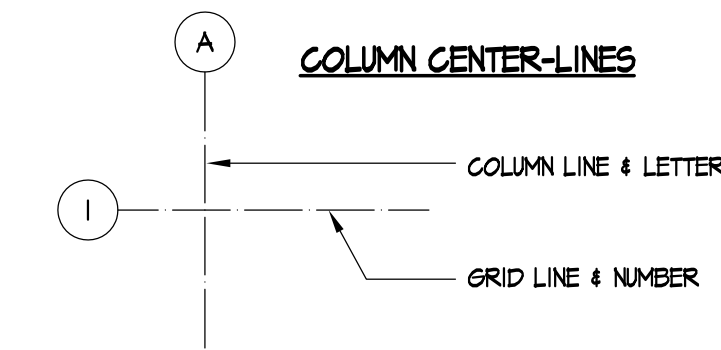 A
COLUMN CENTER-LINES
COLUMN LINE & LETTER
1
GRID LINE & NUMBER